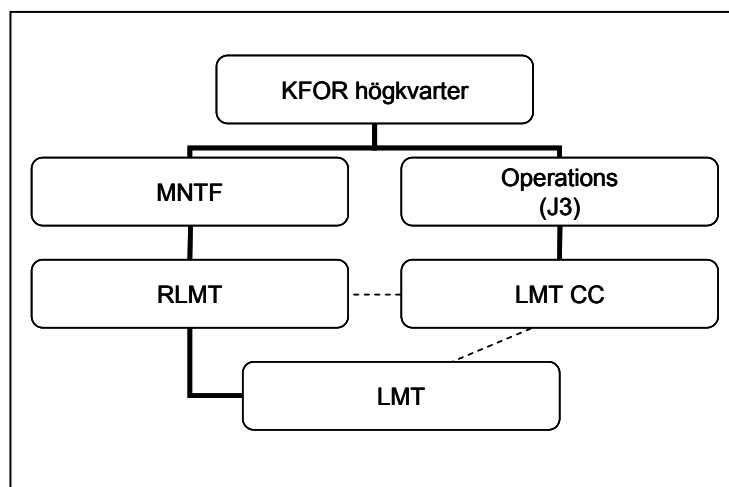 KFOR högkvarter
MNTF
Operations
(J3)
RLMT
LMT CC
LMT